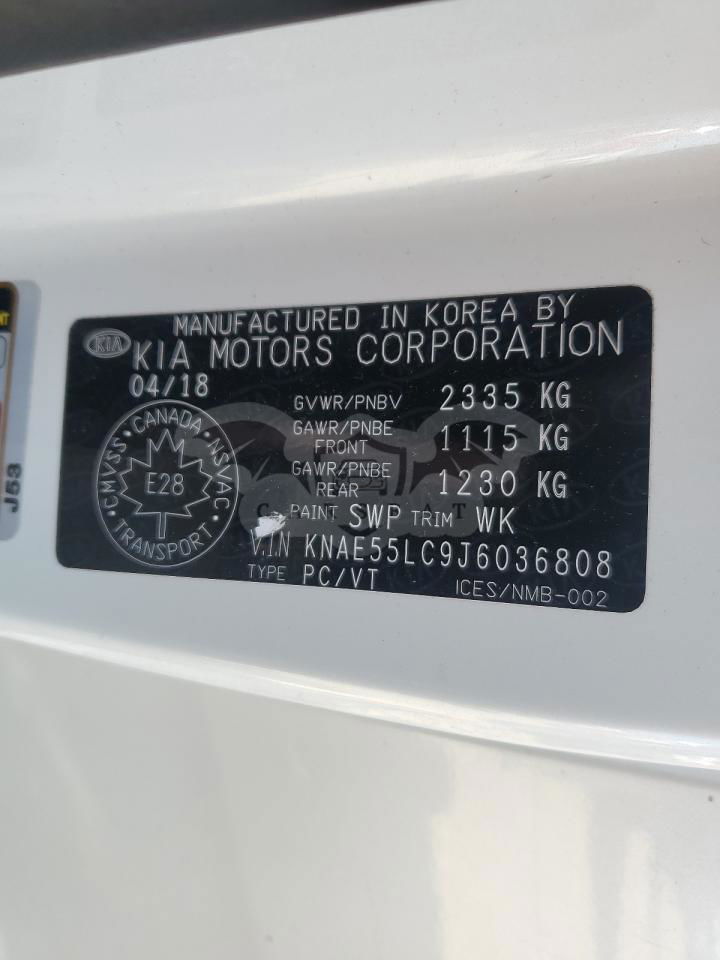 MANUFACTURED IN KOREA BY
KIA
KIA MOTORS CORPORATION
04/18
GVWR/PNBV 2335 KG
GAWR/PNBE FRONT 1115 KG
GAWR/PNBE REAR 1230 KG
PAINT SWP TRIM WK
V.I.N KNAE55LC9J6036808
TYPE PC/VT
ICES/NMB-002
CMVSS · CANADA · NSVAC
E28
TRANSPORT
J53